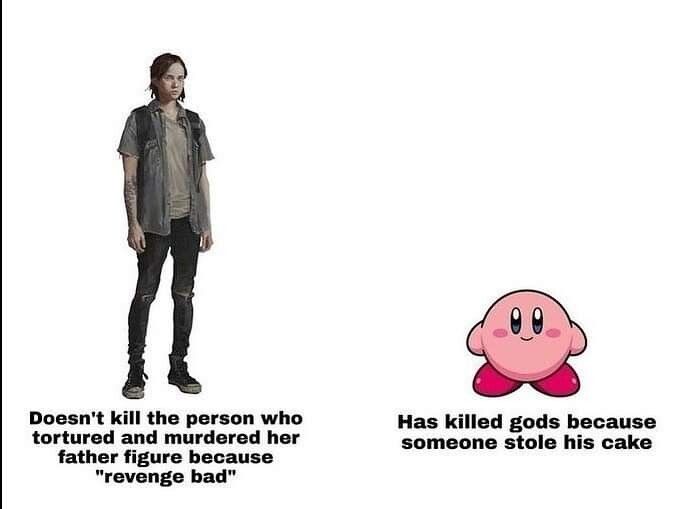 Doesn't kill the person who
tortured and murdered her
father figure because
"revenge bad"
Has killed gods because
someone stole his cake